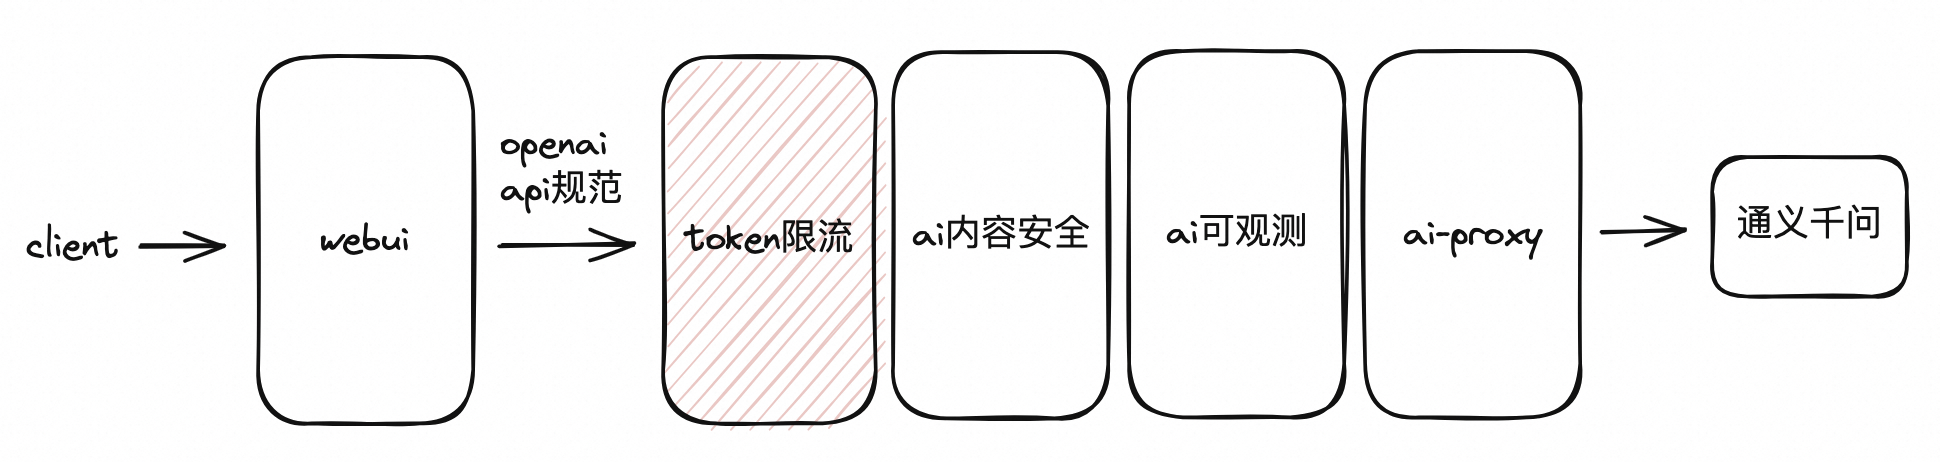 client
webui
openai
api规范
token限流
ai内容安全
ai可观测
ai-proxy
通义千问